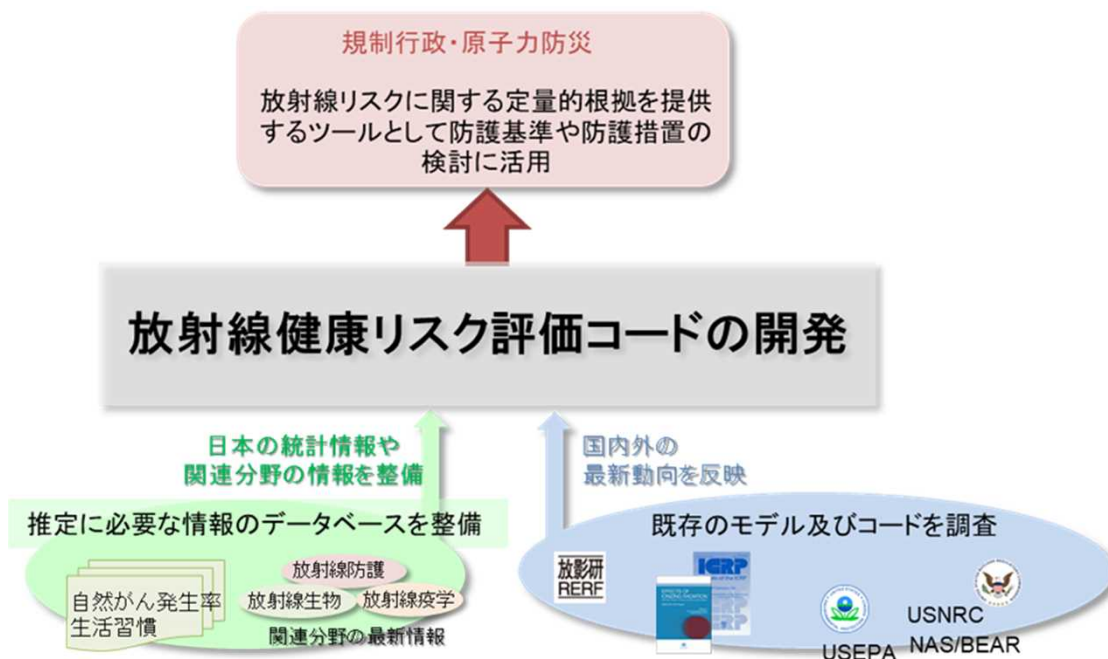 規制行政・原子力防災
放射線リスクに関する定量的根拠を提供
するツールとして防護基準や防護措置の
検討に活用
放射線健康リスク評価コードの開発
日本の統計情報や
関連分野の情報を整備
国内外の
最新動向を反映
推定に必要な情報のデータベースを整備
自然がん発生率
生活習慣
放射線防護
放射線生物
放射線疫学
関連分野の最新情報
既存のモデル及びコードを調査
放影研
RERF
ICRP
EFFECTS OF
IONIZING RADIATION
USEPA
USNRC
NAS/BEAR